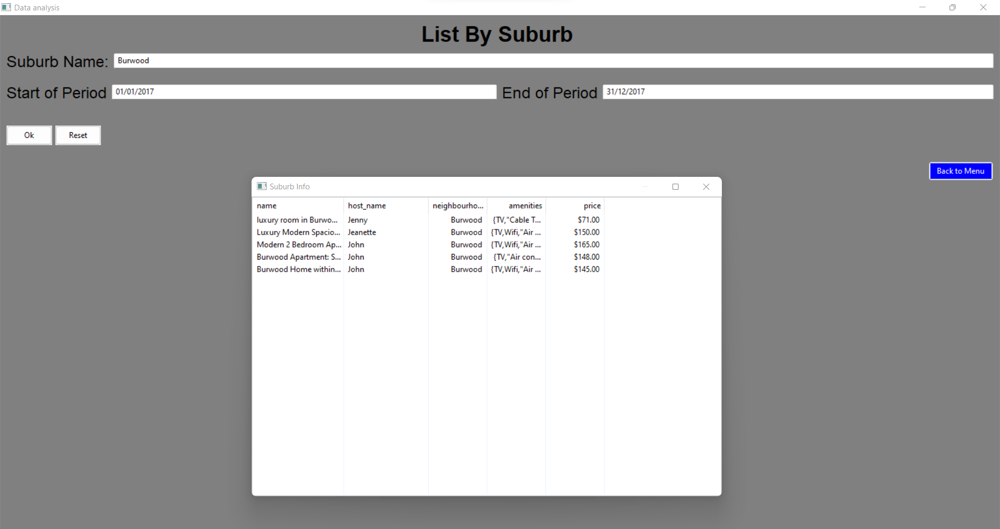 Data analysis
List By Suburb
Suburb Name: Burwood
Start of Period 01/01/2017 End of Period 31/12/2017
Ok Reset
Back to Menu
Suburb Info
name host_name neighbourho... amenities price
luxury room in Burwo... Jenny Burwood {TV,"Cable T... $71.00
Luxury Modern Spacio... Jeanette Burwood {TV,Wifi,"Air ... $150.00
Modern 2 Bedroom Ap... John Burwood {TV,Wifi,"Air ... $165.00
Burwood Apartment: S... John Burwood {TV,"Air con... $148.00
Burwood Home within... John Burwood {TV,Wifi,"Air ... $145.00